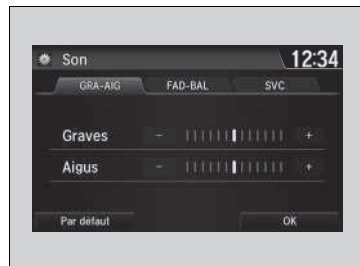 Son 12:34
GRA-AIG FAD-BAL SVC
Graves - +
Aigus - +
Par défaut OK